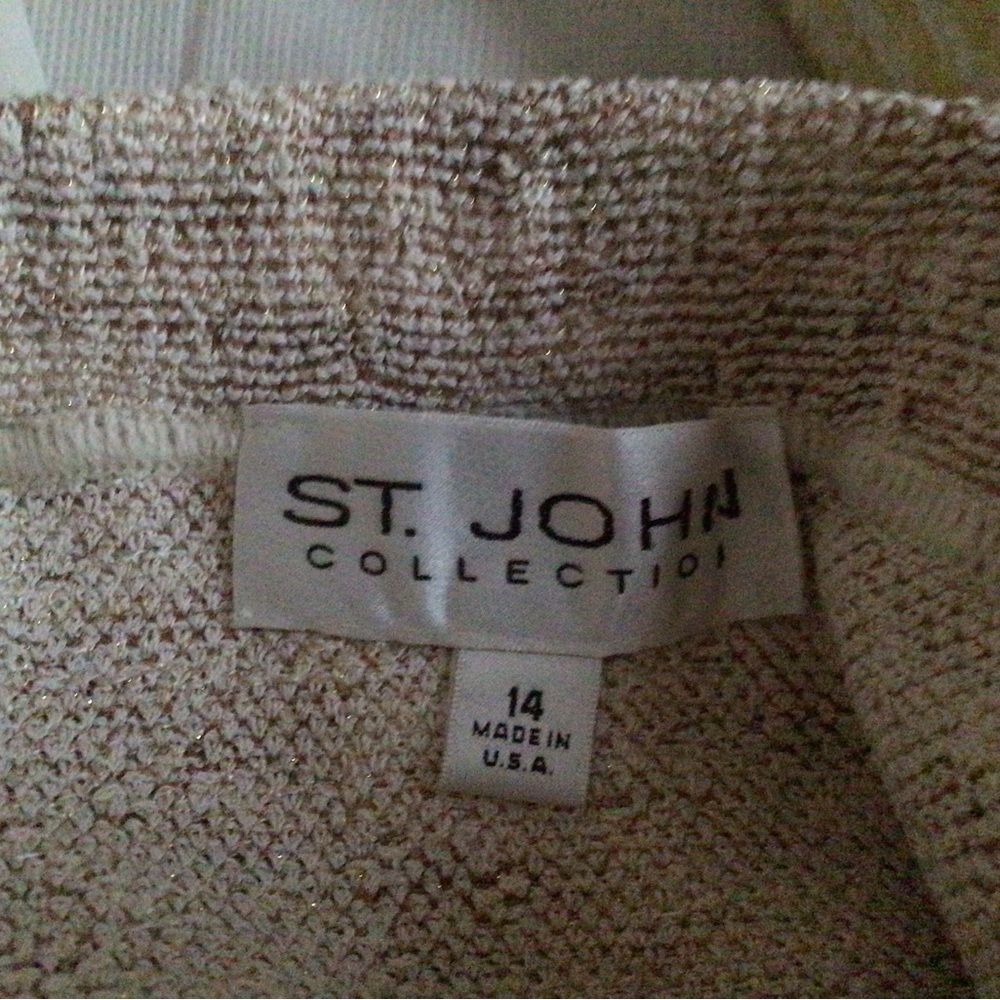 ST. JOHN
COLLECTION
14
MADE IN
U.S.A.